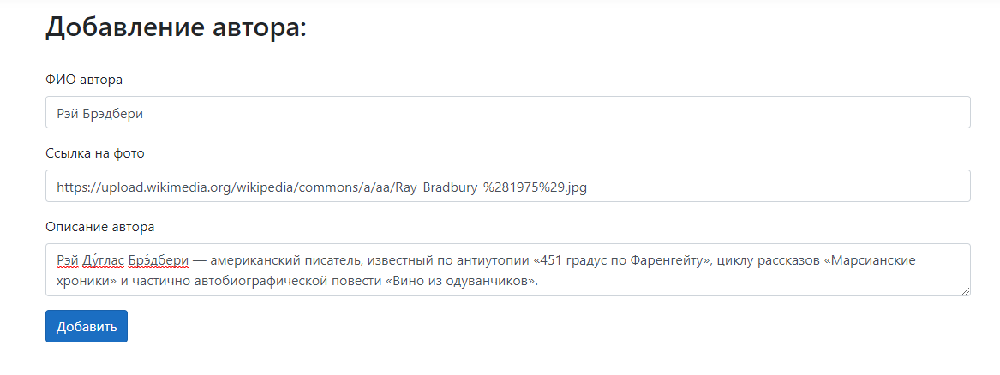 Добавление автора:
ФИО автора
Рэй Брэдбери
Ссылка на фото
https://upload.wikimedia.org/wikipedia/commons/a/aa/Ray_Bradbury_%281975%29.jpg
Описание автора
Рэй Ду́глас Брэ́дбери — американский писатель, известный по антиутопии «451 градус по Фаренгейту», циклу рассказов «Марсианские
хроники» и частично автобиографической повести «Вино из одуванчиков».
Добавить